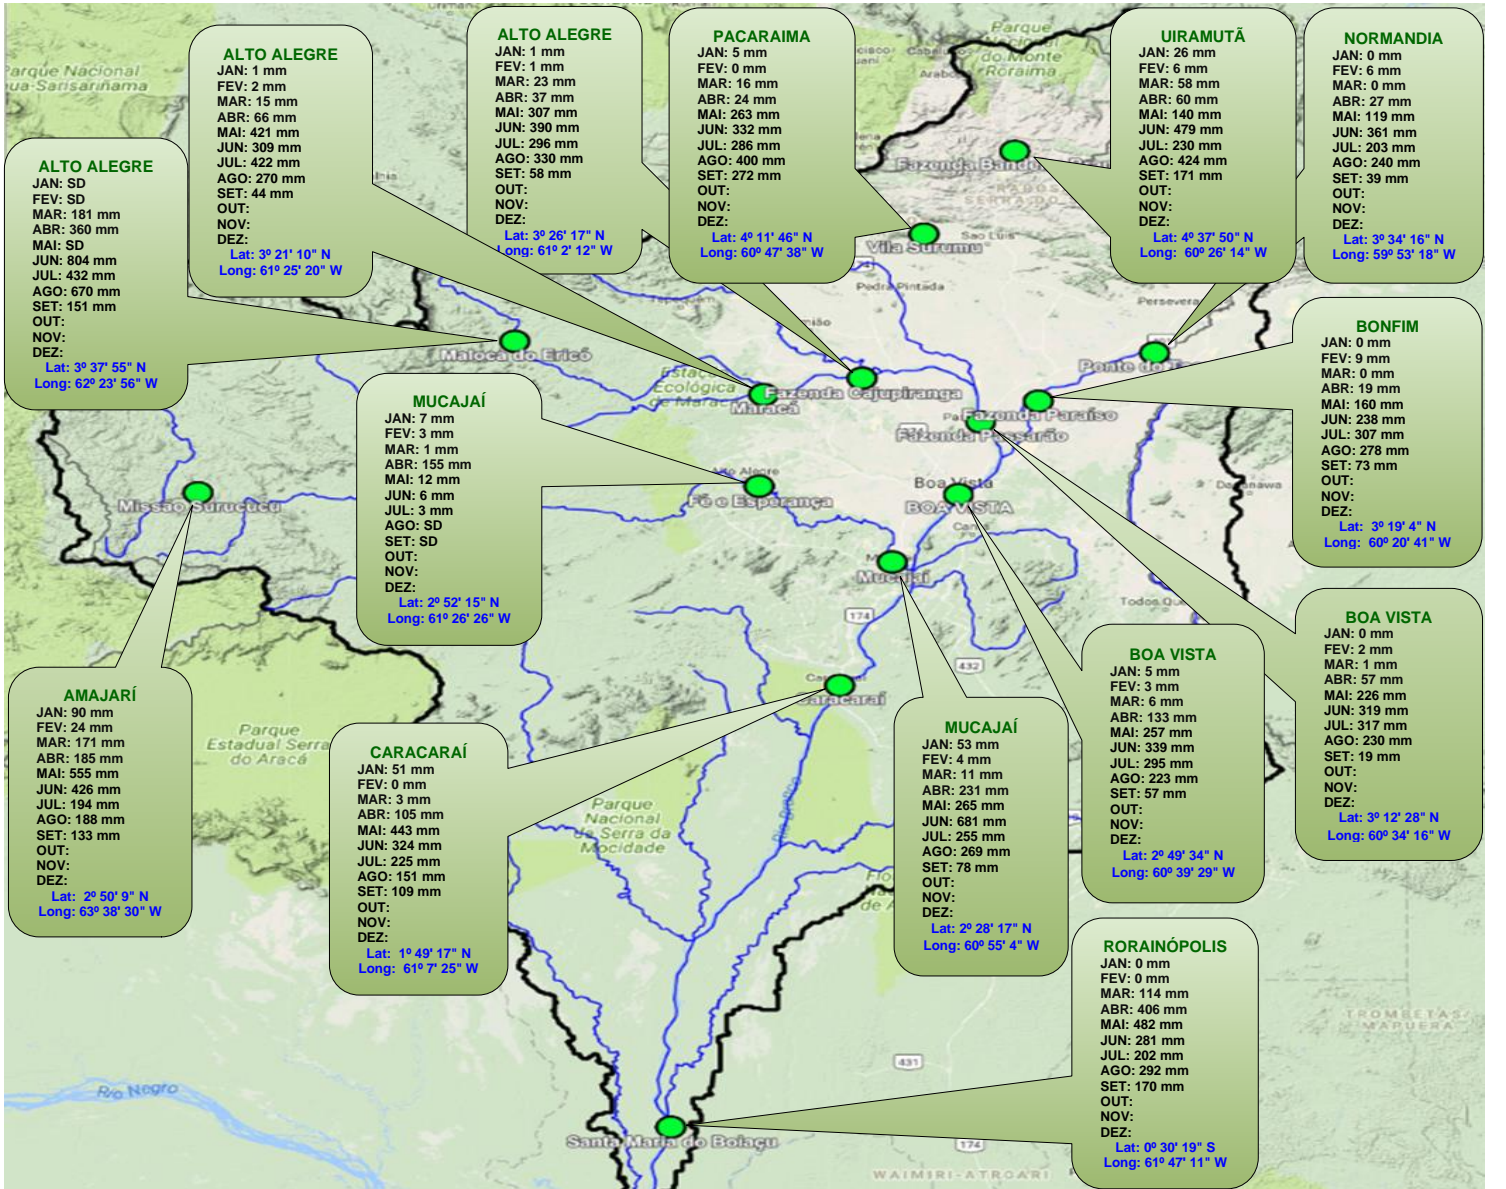 ALTO ALEGRE
JAN: SD
FEV: SD
MAR: 181 mm
ABR: 360 mm
MAI: SD
JUN: 804 mm
JUL: 432 mm
AGO: 670 mm
SET: 151 mm
OUT:
NOV:
DEZ:
Lat: 3º 37' 55" N
Long: 62º 23' 56" W
ALTO ALEGRE
JAN: 1 mm
FEV: 2 mm
MAR: 15 mm
ABR: 66 mm
MAI: 421 mm
JUN: 309 mm
JUL: 422 mm
AGO: 270 mm
SET: 44 mm
OUT:
NOV:
DEZ:
Lat: 3º 21' 10" N
Long: 61º 25' 20" W
ALTO ALEGRE
JAN: 1 mm
FEV: 1 mm
MAR: 23 mm
ABR: 37 mm
MAI: 307 mm
JUN: 390 mm
JUL: 296 mm
AGO: 330 mm
SET: 58 mm
OUT:
NOV:
DEZ:
Lat: 3º 26' 17" N
Long: 61º 2' 12" W
PACARAIMA
JAN: 5 mm
FEV: 0 mm
MAR: 16 mm
ABR: 24 mm
MAI: 263 mm
JUN: 332 mm
JUL: 286 mm
AGO: 400 mm
SET: 272 mm
OUT:
NOV:
DEZ:
Lat: 4º 11' 46" N
Long: 60º 47' 38" W
UIRAMUTÃ
JAN: 26 mm
FEV: 6 mm
MAR: 58 mm
ABR: 60 mm
MAI: 140 mm
JUN: 479 mm
JUL: 230 mm
AGO: 424 mm
SET: 171 mm
OUT:
NOV:
DEZ:
Lat: 4º 37' 50" N
Long: 60º 26' 14" W
NORMANDIA
JAN: 0 mm
FEV: 6 mm
MAR: 0 mm
ABR: 27 mm
MAI: 119 mm
JUN: 361 mm
JUL: 203 mm
AGO: 240 mm
SET: 39 mm
OUT:
NOV:
DEZ:
Lat: 3º 34' 16" N
Long: 59º 53' 18" W
BONFIM
JAN: 0 mm
FEV: 9 mm
MAR: 0 mm
ABR: 19 mm
MAI: 160 mm
JUN: 238 mm
JUL: 307 mm
AGO: 278 mm
SET: 73 mm
OUT:
NOV:
DEZ:
Lat: 3º 19' 4" N
Long: 60º 20' 41" W
MUCAJAÍ
JAN: 7 mm
FEV: 3 mm
MAR: 1 mm
ABR: 155 mm
MAI: 12 mm
JUN: 6 mm
JUL: 3 mm
AGO: SD
SET: SD
OUT:
NOV:
DEZ:
Lat: 2º 52' 15" N
Long: 61º 26' 26" W
BOA VISTA
JAN: 0 mm
FEV: 2 mm
MAR: 1 mm
ABR: 57 mm
MAI: 226 mm
JUN: 319 mm
JUL: 317 mm
AGO: 230 mm
SET: 19 mm
OUT:
NOV:
DEZ:
Lat: 3º 12' 28" N
Long: 60º 34' 16" W
BOA VISTA
JAN: 5 mm
FEV: 3 mm
MAR: 6 mm
ABR: 133 mm
MAI: 257 mm
JUN: 339 mm
JUL: 295 mm
AGO: 223 mm
SET: 57 mm
OUT:
NOV:
DEZ:
Lat: 2º 49' 34" N
Long: 60º 39' 29" W
AMAJARÍ
JAN: 90 mm
FEV: 24 mm
MAR: 171 mm
ABR: 185 mm
MAI: 555 mm
JUN: 426 mm
JUL: 194 mm
AGO: 188 mm
SET: 133 mm
OUT:
NOV:
DEZ:
Lat: 2º 50' 9" N
Long: 63º 38' 30" W
CARACARAÍ
JAN: 51 mm
FEV: 0 mm
MAR: 3 mm
ABR: 105 mm
MAI: 443 mm
JUN: 324 mm
JUL: 225 mm
AGO: 151 mm
SET: 109 mm
OUT:
NOV:
DEZ:
Lat: 1º 49' 17" N
Long: 61º 7' 25" W
MUCAJAÍ
JAN: 53 mm
FEV: 4 mm
MAR: 11 mm
ABR: 231 mm
MAI: 265 mm
JUN: 681 mm
JUL: 255 mm
AGO: 269 mm
SET: 78 mm
OUT:
NOV:
DEZ:
Lat: 2º 28' 17" N
Long: 60º 55' 4" W
RORAINÓPOLIS
JAN: 0 mm
FEV: 0 mm
MAR: 114 mm
ABR: 406 mm
MAI: 482 mm
JUN: 281 mm
JUL: 202 mm
AGO: 292 mm
SET: 170 mm
OUT:
NOV:
DEZ:
Lat: 0º 30' 19" S
Long: 61º 47' 11" W
Parque
do Monte
Roraima
Parque Nacional
Fazenda
Vila Surumu
Sao Luis
Pedra Pintada
Maloca do Ericó
Estação
Ecológica
de Maracá
Maracá
Fazenda Cajupiranga
Ponte do
Fazenda Paraíso
Fazenda Passarão
Alto Alegre
Fé e Esperança
Boa Vista
BOA VISTA
Missão Surucucu
Mucajaí
174
432
Caracaraí
Parque
Estadual Serra
do Aracá
Parque
Nacional
da Serra da
Mocidade
Rio Branco
Rio Negro
431
174
Santa Maria do Boiaçu
TROMBETAS/
MAPUERA
WAIMIRI-ATROARI